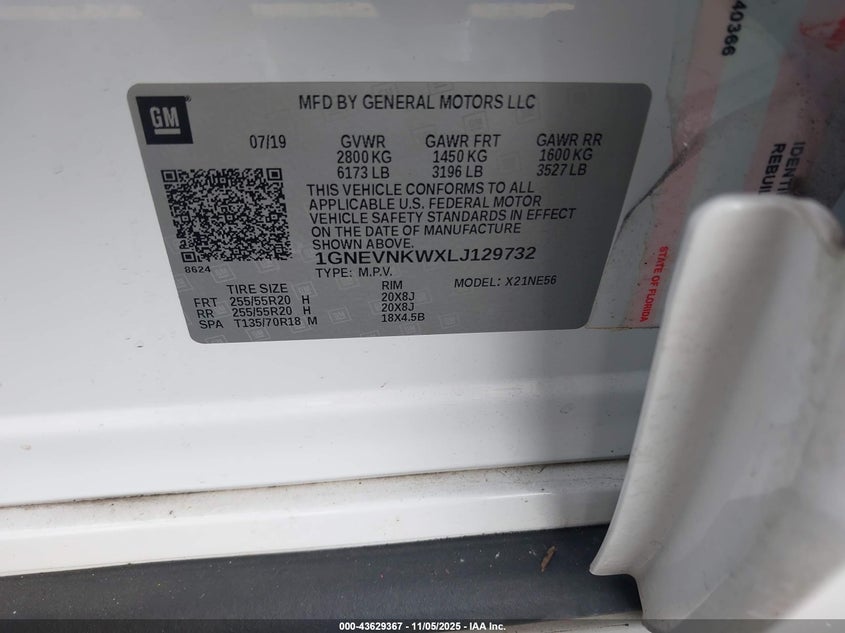 GM
MFD BY GENERAL MOTORS LLC
07/19 GVWR GAWR FRT GAWR RR
2800 KG 1450 KG 1600 KG
6173 LB 3196 LB 3527 LB
THIS VEHICLE CONFORMS TO ALL
APPLICABLE U.S. FEDERAL MOTOR
VEHICLE SAFETY STANDARDS IN EFFECT
ON THE DATE OF MANUFACTURE
SHOWN ABOVE.
8624
1GNEVNKWXLJ129732
TYPE: M.P.V. MODEL: X21NE56
TIRE SIZE RIM
FRT 255/55R20 H 20X8J
RR 255/55R20 H 20X8J
SPA T135/70R18 M 18X4.5B
40366
STATE OF FLORIDA
000-43629367 - 11/05/2025 - IAA Inc.